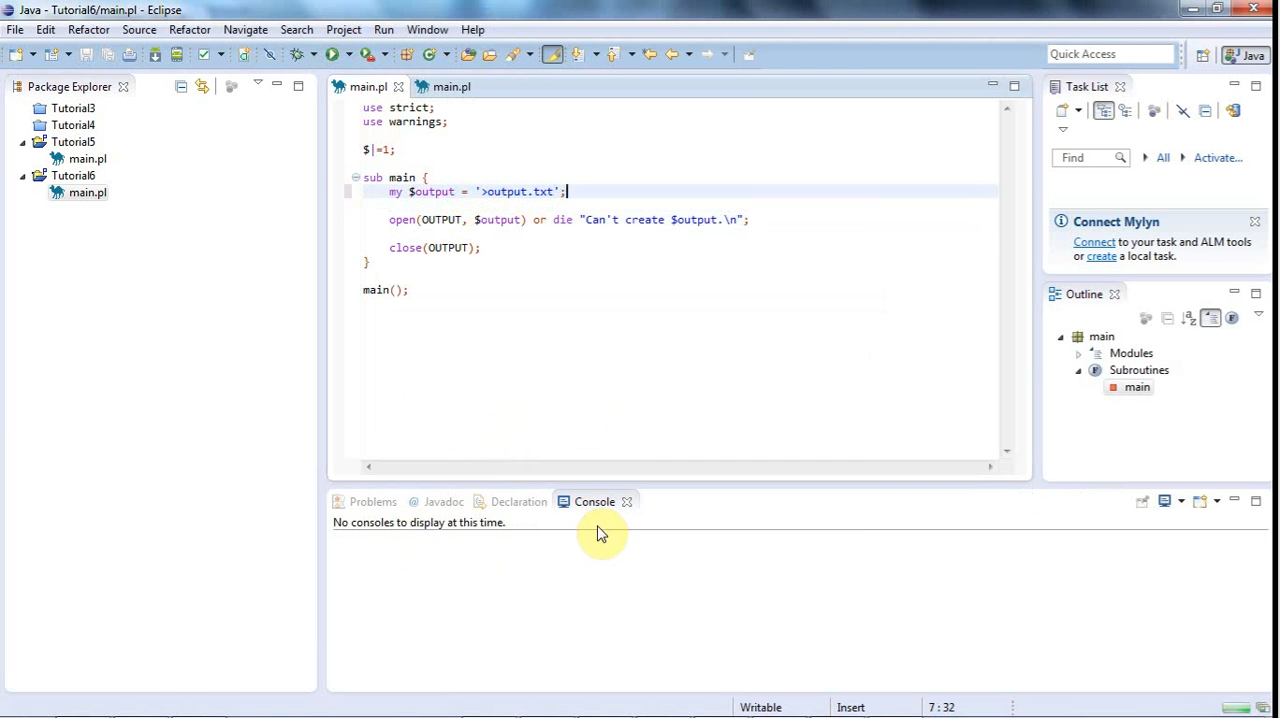 Java - Tutorial6/main.pl - Eclipse
File Edit Refactor Source Refactor Navigate Search Project Run Window Help
Quick Access
Java
Package Explorer
Tutorial3
Tutorial4
Tutorial5
main.pl
Tutorial6
main.pl
main.pl
main.pl
use strict;
use warnings;
$|=1;
sub main {
my $output = '>output.txt';
open(OUTPUT, $output) or die "Can't create $output.\n";
close(OUTPUT);
}
main();
Task List
Find
All
Activate...
Connect Mylyn
Connect to your task and ALM tools
or create a local task.
Outline
main
Modules
Subroutines
main
Problems
@ Javadoc
Declaration
Console
No consoles to display at this time.
Writable
Insert
7 : 32